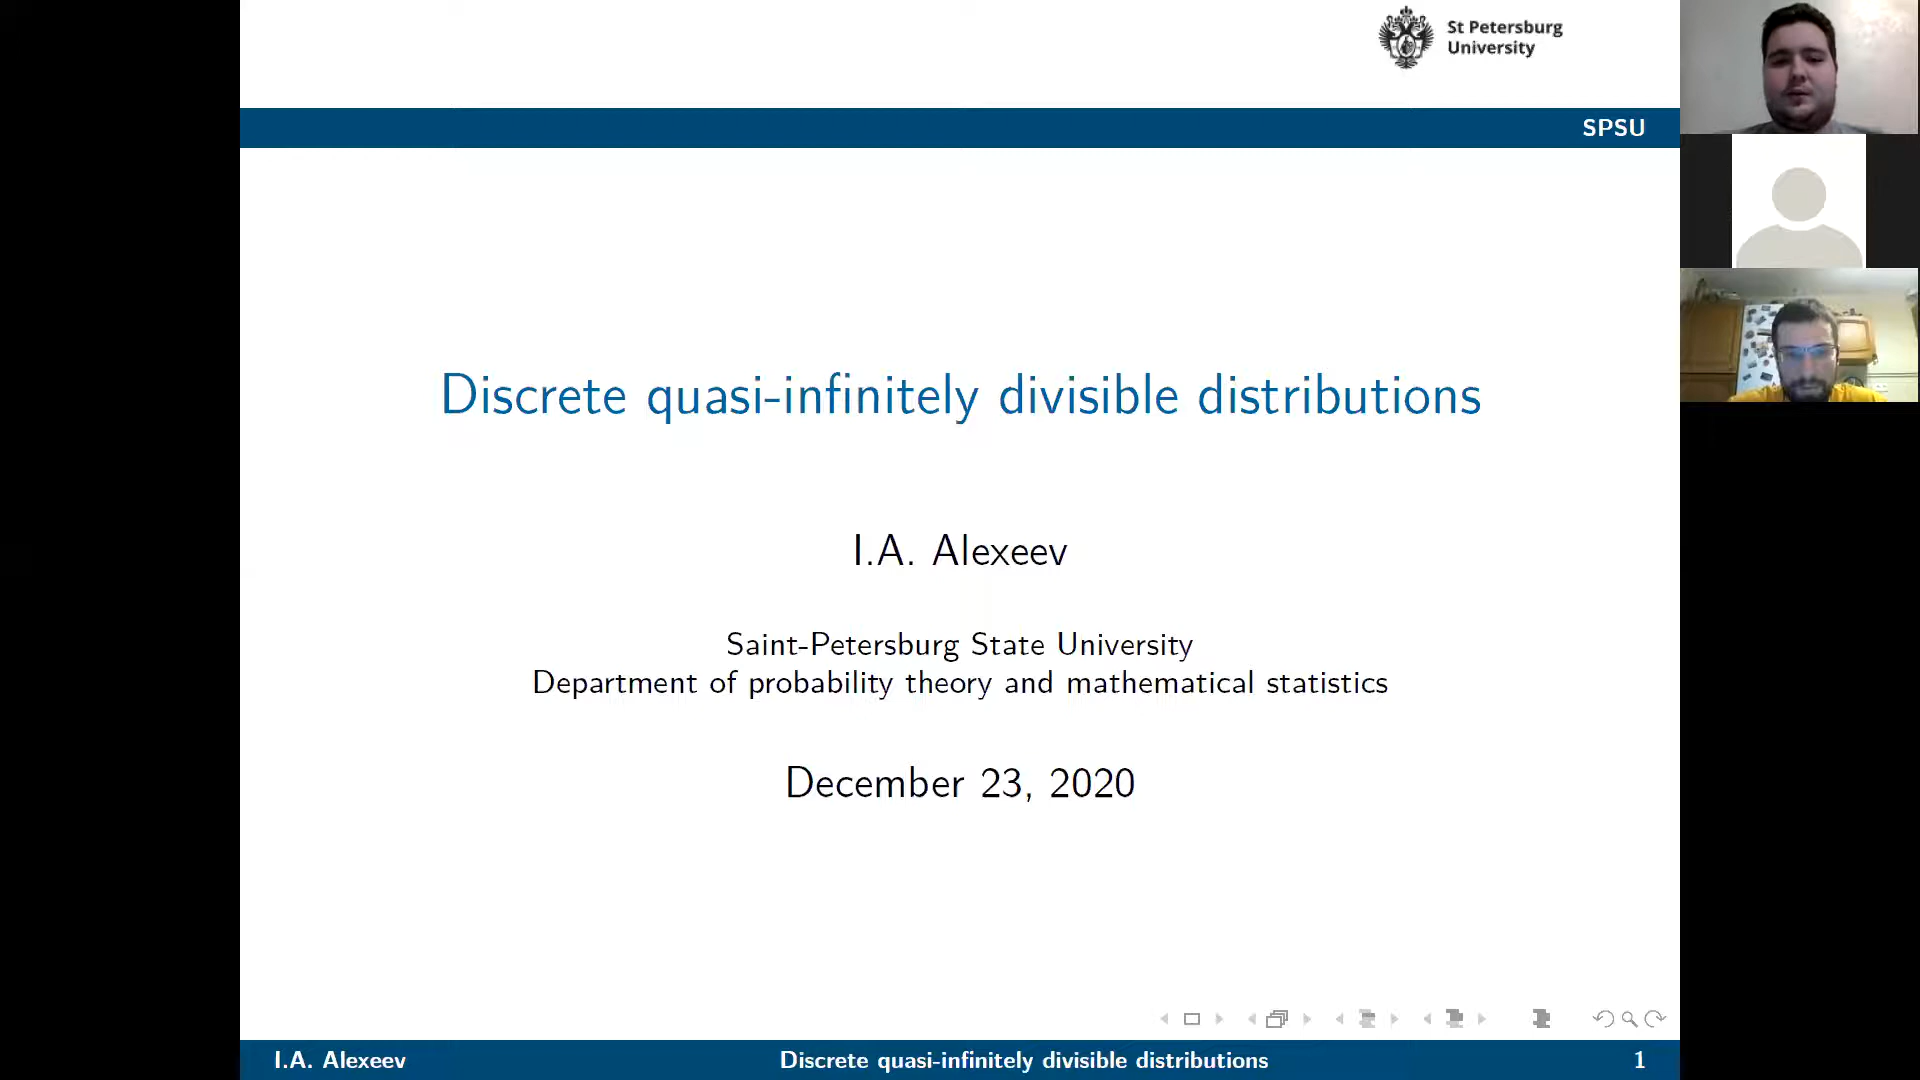 St Petersburg
University
SPSU
Discrete quasi-infinitely divisible distributions
I.A. Alexeev
Saint-Petersburg State University
Department of probability theory and mathematical statistics
December 23, 2020
I.A. Alexeev
Discrete quasi-infinitely divisible distributions
1